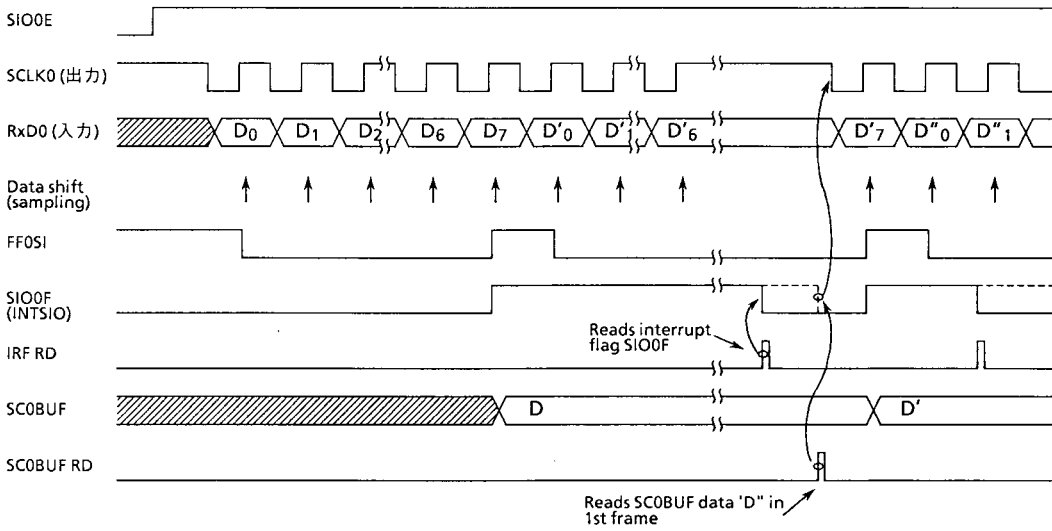 SIO0E
SCLK0 (出力)
RxD0 (入力)
D0 D1 D2 D6 D7 D'0 D'1 D'6 D'7 D"0 D"1
Data shift
(sampling)
FF0SI
SIO0F
(INTSIO)
Reads interrupt
flag SIO0F
IRF RD
SC0BUF
D
D'
SC0BUF RD
Reads SC0BUF data 'D" in
1st frame